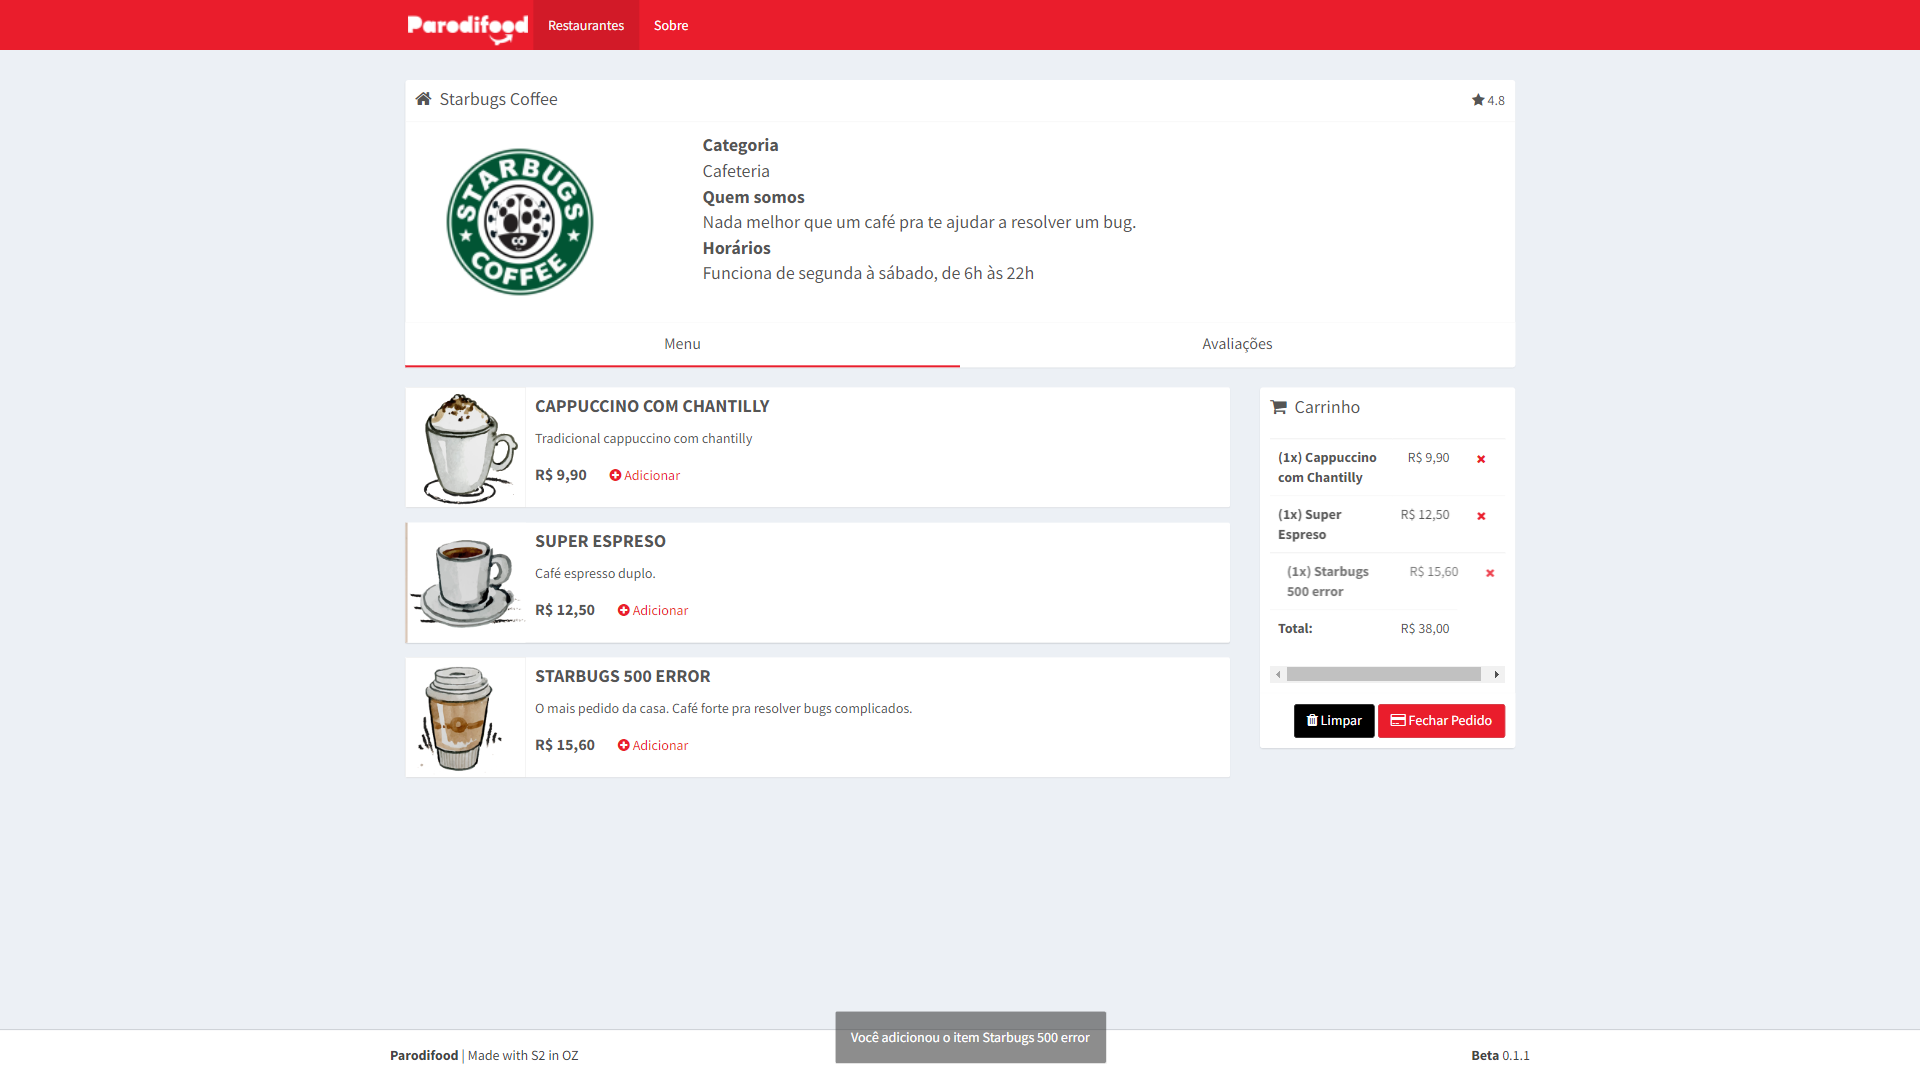 Parodifood
Restaurantes
Sobre
Starbugs Coffee
4.8
STARBUGS
COFFEE
Categoria
Cafeteria
Quem somos
Nada melhor que um café pra te ajudar a resolver um bug.
Horários
Funciona de segunda à sábado, de 6h às 22h
Menu
Avaliações
CAPPUCCINO COM CHANTILLY
Tradicional cappuccino com chantilly
R$ 9,90 Adicionar
SUPER ESPRESO
Café espresso duplo.
R$ 12,50 Adicionar
STARBUGS 500 ERROR
O mais pedido da casa. Café forte pra resolver bugs complicados.
R$ 15,60 Adicionar
Carrinho
(1x) Cappuccino R$ 9,90
com Chantilly
(1x) Super R$ 12,50
Espreso
(1x) Starbugs R$ 15,60
500 error
Total: R$ 38,00
Limpar
Fechar Pedido
Você adicionou o item Starbugs 500 error
Parodifood | Made with S2 in OZ
Beta 0.1.1